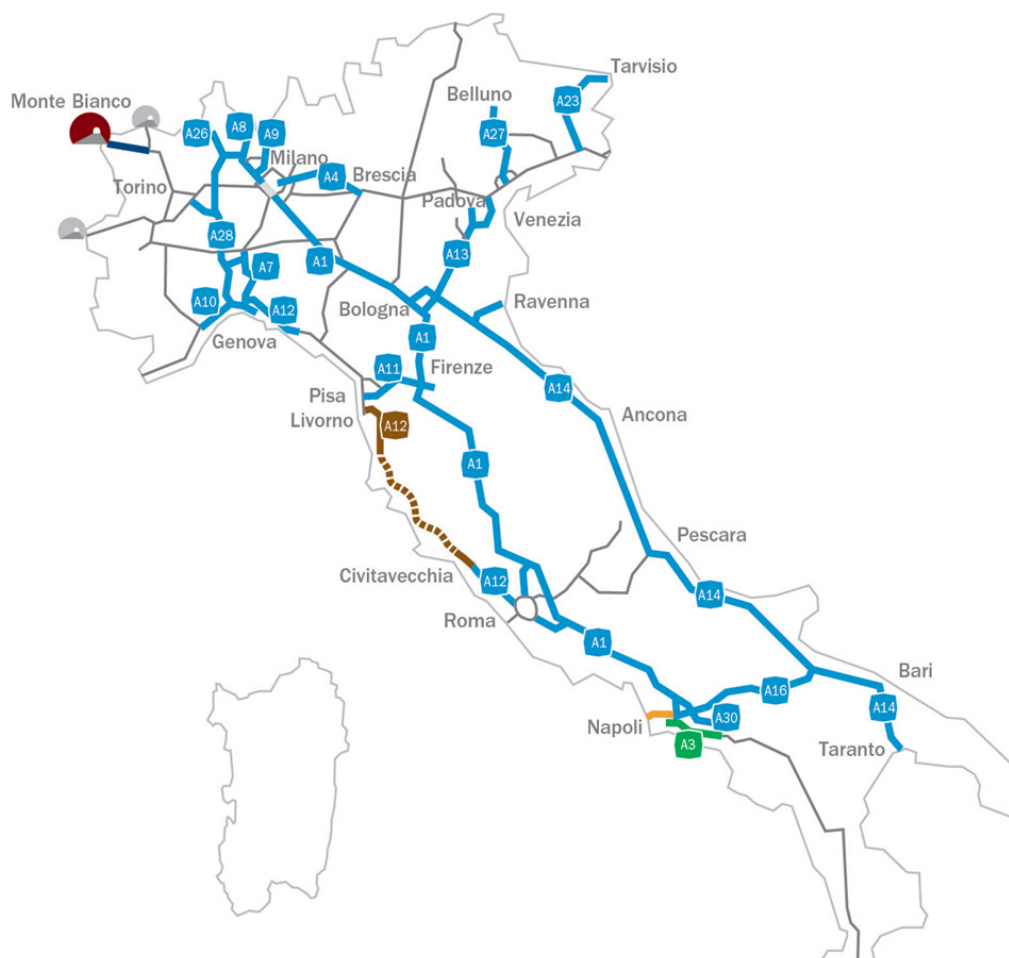 Tarvisio
Monte Bianco
Belluno
A23
A26
A8
A9
A27
Milano
Torino
A4
Brescia
Padova
Venezia
A28
A13
A7
A1
A10
A12
Bologna
Ravenna
Genova
A1
A11
Firenze
Pisa
A14
Livorno
A12
Ancona
A1
Pescara
Civitavecchia
A12
A14
Roma
A1
Bari
A16
Napoli
A30
A14
A3
Taranto